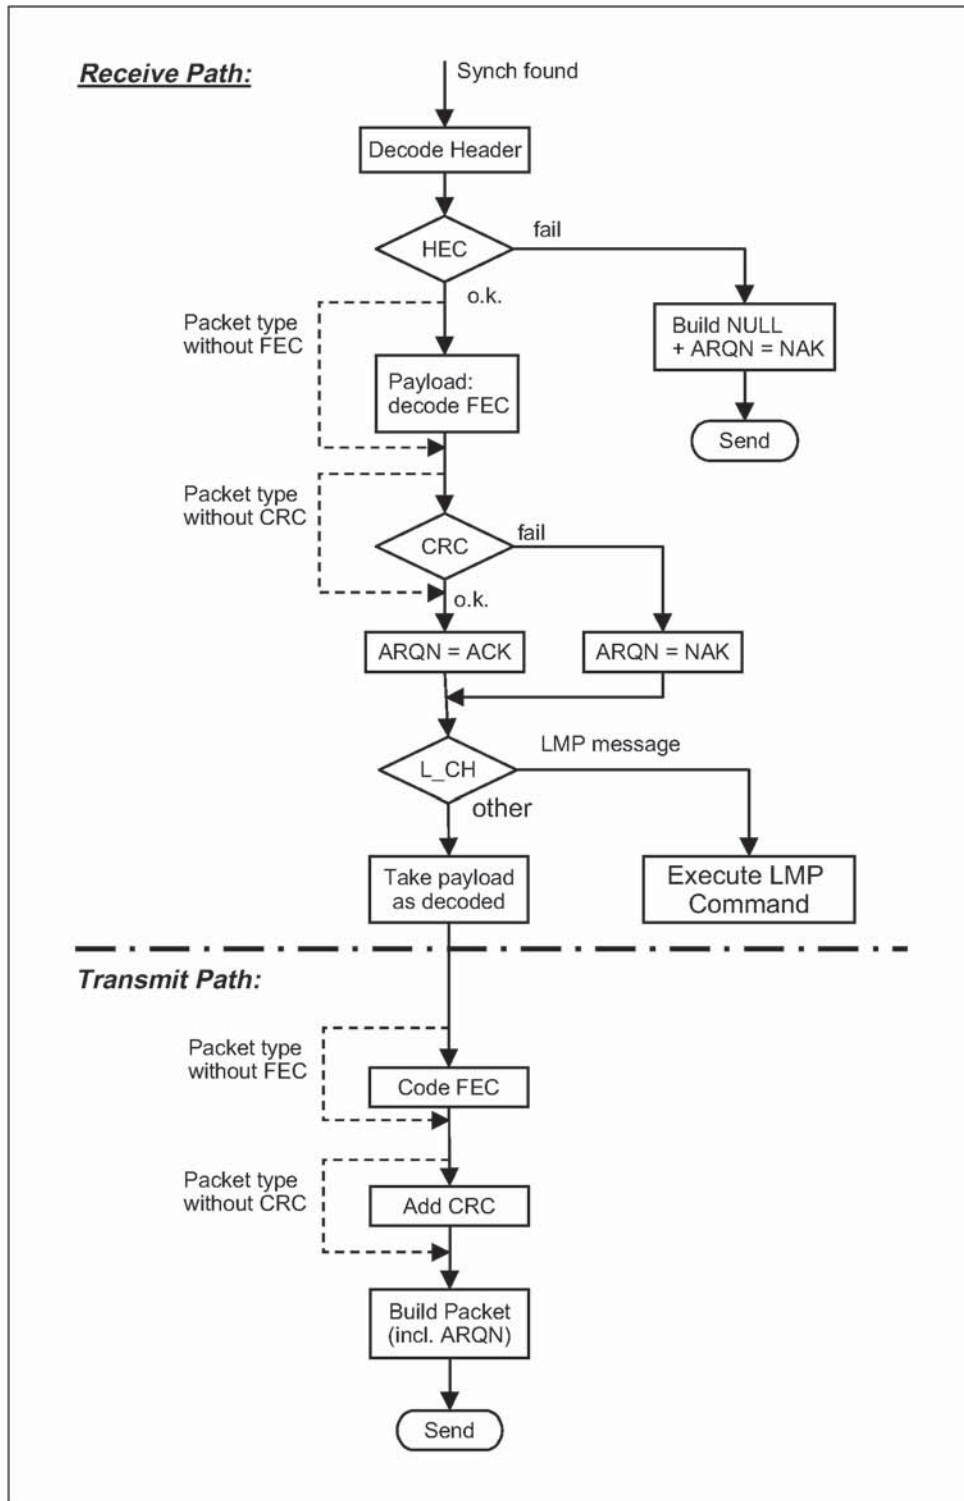 Receive Path:
Synch found
Decode Header
HEC
fail
o.k.
Packet type
without FEC
Build NULL
+ ARQN = NAK
Payload:
decode FEC
Send
Packet type
without CRC
CRC
fail
o.k.
ARQN = ACK
ARQN = NAK
L_CH
LMP message
other
Take payload
as decoded
Execute LMP
Command
Transmit Path:
Packet type
without FEC
Code FEC
Packet type
without CRC
Add CRC
Build Packet
(incl. ARQN)
Send